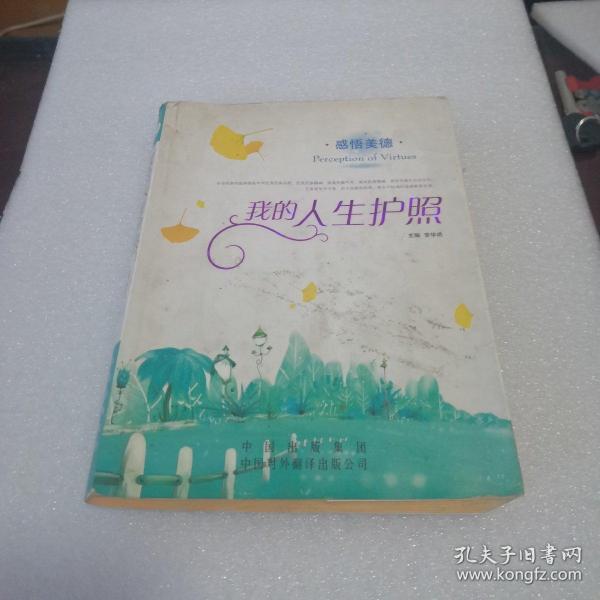 ·感悟美德·
Perception of Virtues
我的人生护照
主编
中国出版集团
中国对外翻译出版公司
孔夫子旧书网
www.kongfz.com